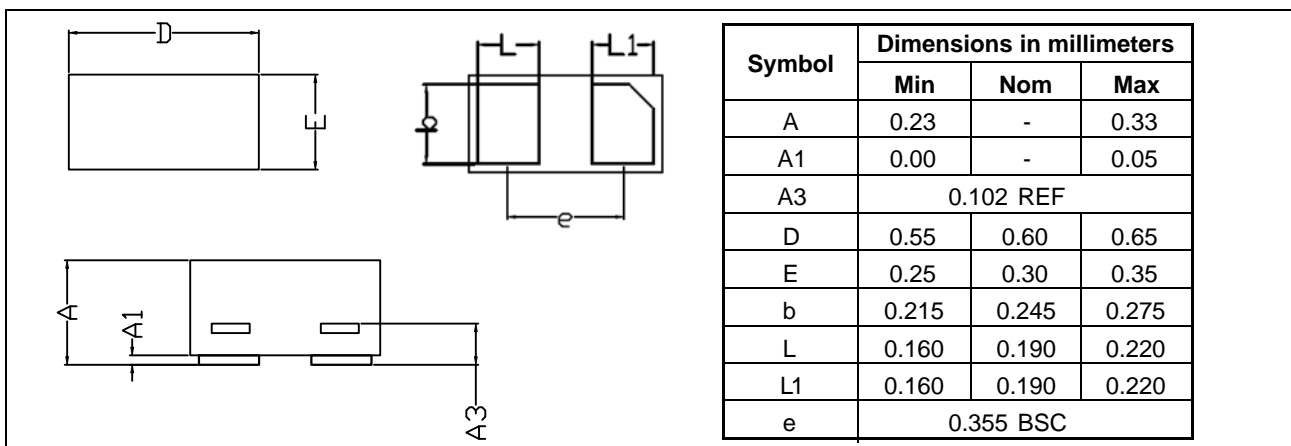 D
E
L
L1
b
e
A
A1
A3
Symbol Dimensions in millimeters
Min Nom Max
A 0.23 - 0.33
A1 0.00 - 0.05
A3 0.102 REF
D 0.55 0.60 0.65
E 0.25 0.30 0.35
b 0.215 0.245 0.275
L 0.160 0.190 0.220
L1 0.160 0.190 0.220
e 0.355 BSC